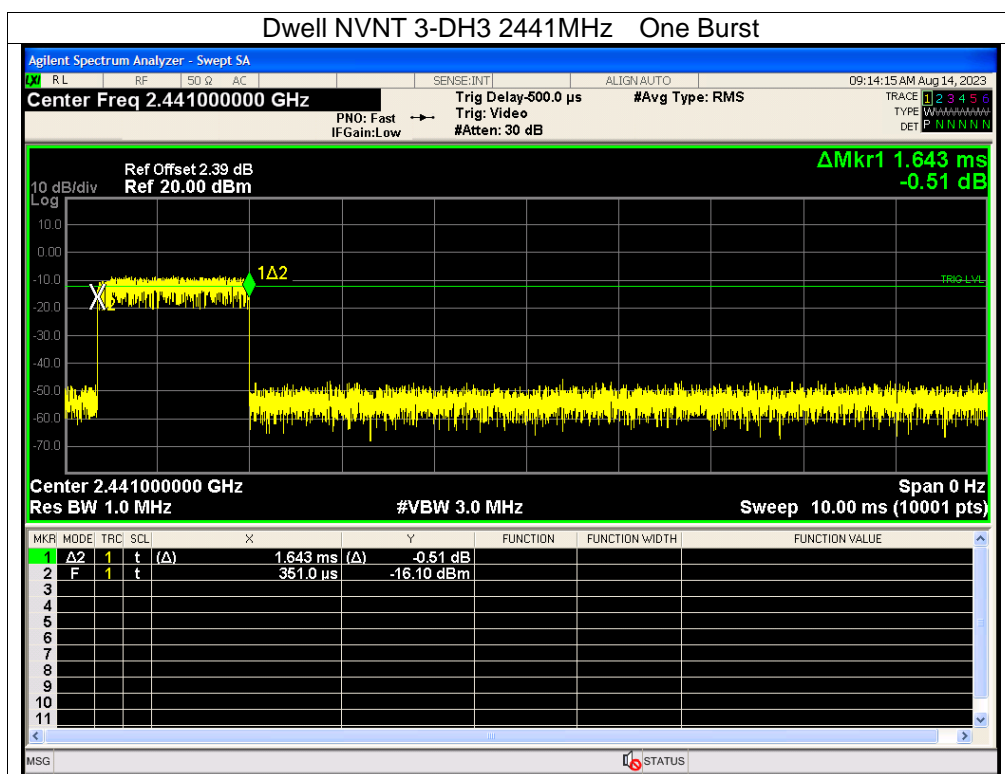 Dwell NVNT 3-DH3 2441MHz One Burst
Agilent Spectrum Analyzer - Swept SA
LXI RL RF 50 Ω AC SENSE:INT ALIGN AUTO 09:14:15 AM Aug 14, 2023
Center Freq 2.441000000 GHz Trig Delay-500.0 µs #Avg Type: RMS TRACE 1 2 3 4 5 6
PNO: Fast Trig: Video TYPE WWWWWW
IFGain:Low #Atten: 30 dB DET P N N N N N
ΔMkr1 1.643 ms
-0.51 dB
Ref Offset 2.39 dB
10 dB/div Ref 20.00 dBm
Log
10.0
0.00
1Δ2
-10.0
TRIG LVL
-20.0
2
-30.0
-40.0
-50.0
-60.0
-70.0
Center 2.441000000 GHz Span 0 Hz
Res BW 1.0 MHz #VBW 3.0 MHz Sweep 10.00 ms (10001 pts)
MKR MODE TRC SCL X Y FUNCTION FUNCTION WIDTH FUNCTION VALUE
1 Δ2 1 t (Δ) 1.643 ms (Δ) -0.51 dB
2 F 1 t 351.0 µs -16.10 dBm
3
4
5
6
7
8
9
10
11
MSG STATUS